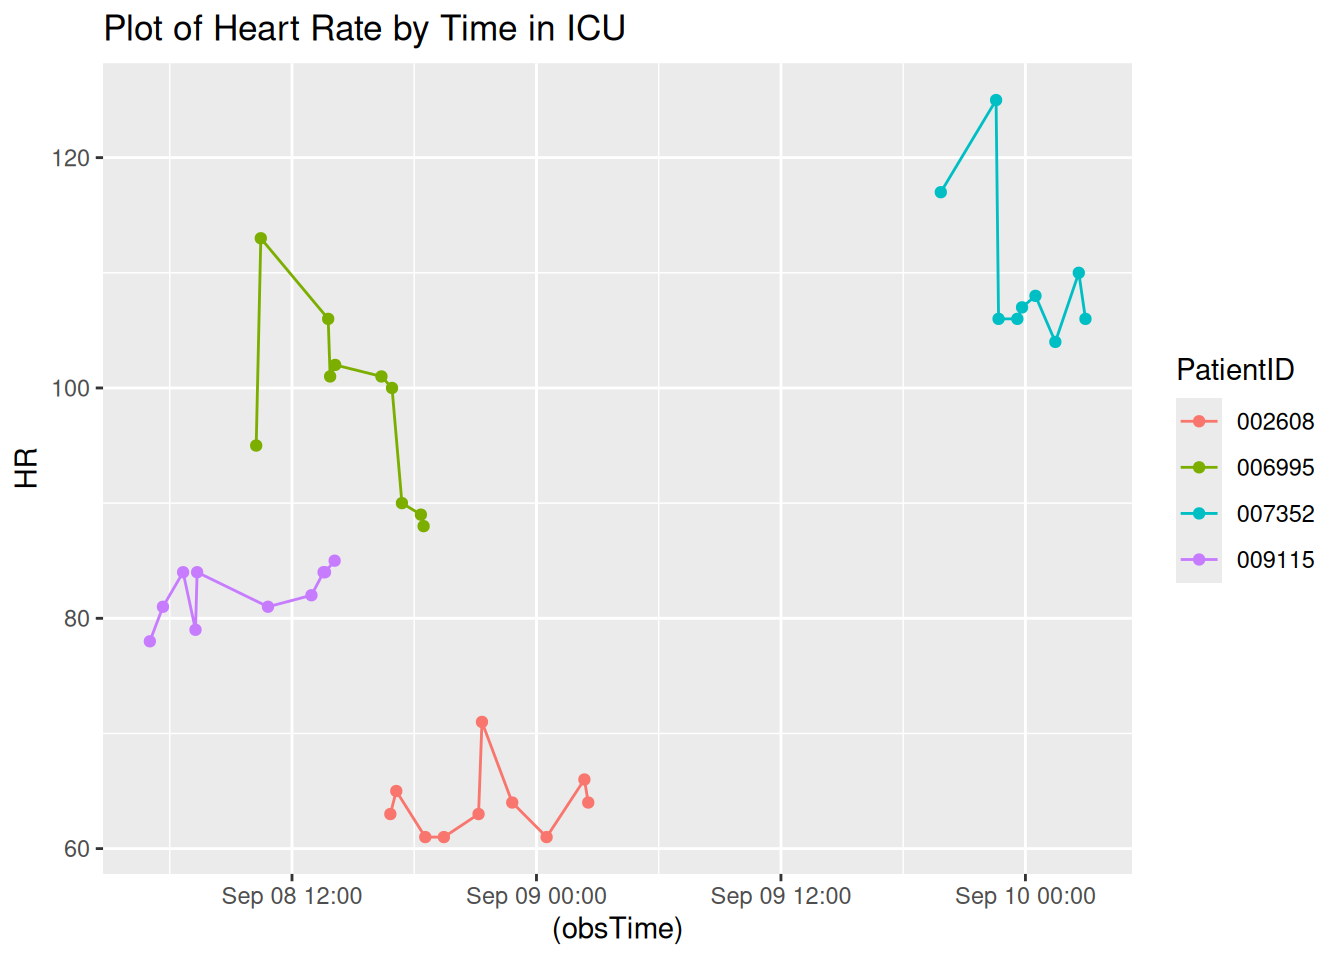 Plot of Heart Rate by Time in ICU
120
100
80
60
HR
Sep 08 12:00 Sep 09 00:00 Sep 09 12:00 Sep 10 00:00
(obsTime)
PatientID
002608
006995
007352
009115